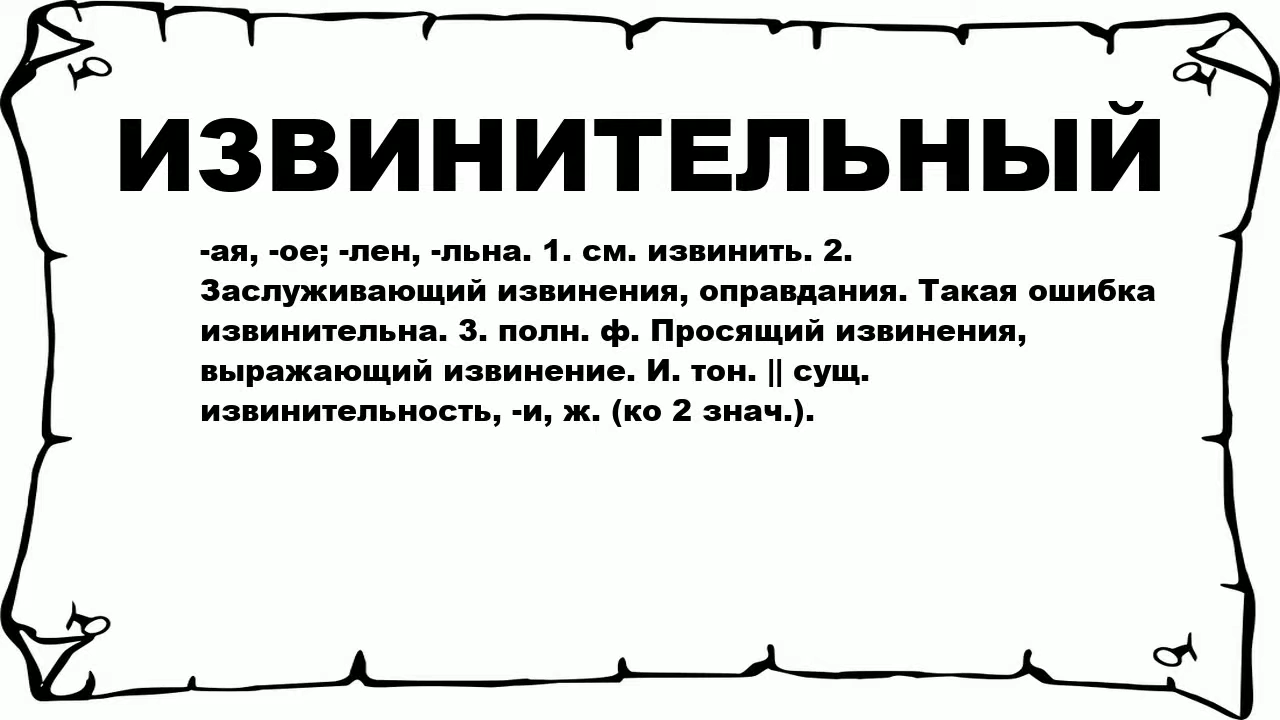 ИЗВИНИТЕЛЬНЫЙ
-ая, -ое; -лен, -льна. 1. см. извинить. 2.
Заслуживающий извинения, оправдания. Такая ошибка
извинительна. 3. полн. ф. Просящий извинения,
выражающий извинение. И. тон. || сущ.
извинительность, -и, ж. (ко 2 знач.).